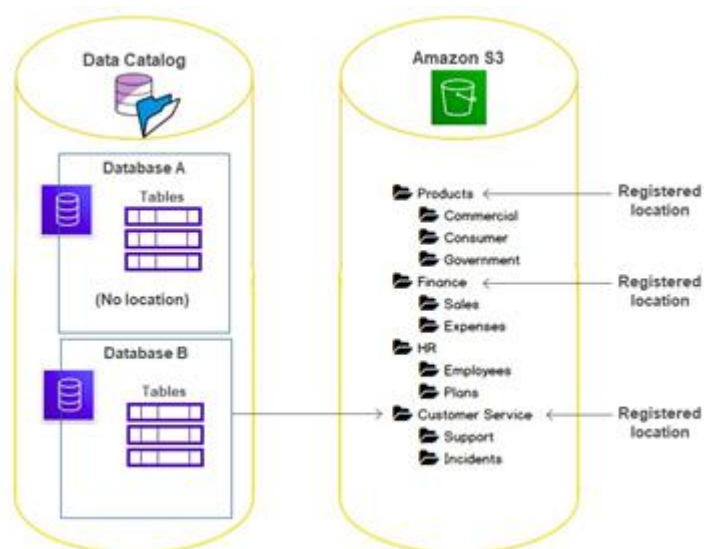 Data Catalog
Database A
Tables
(No location)
Database B
Tables
Amazon S3
Products
Commercial
Consumer
Government
Finance
Sales
Expenses
HR
Employees
Plans
Customer Service
Support
Incidents
Registered
location
Registered
location
Registered
location